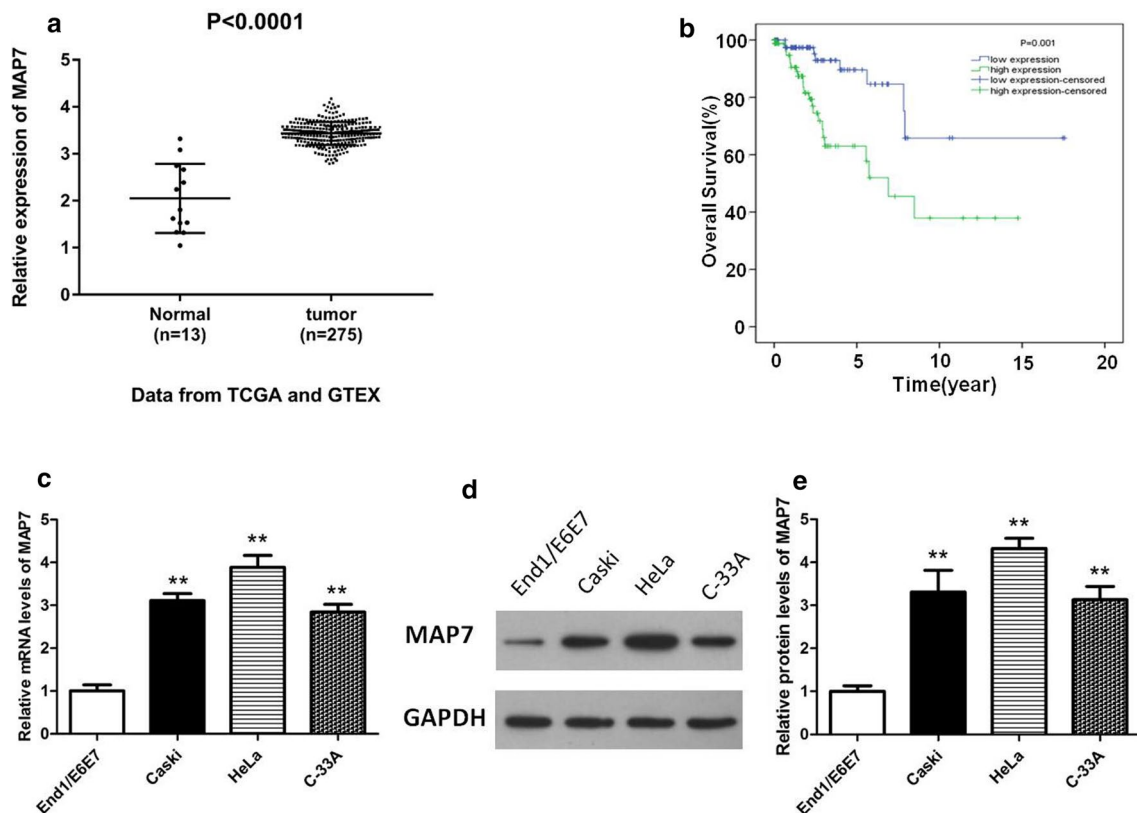 a
P<0.0001
Relative expression of MAP7
5
4
3
2
1
0
Normal
(n=13)
tumor
(n=275)
Data from TCGA and GTEX
b
Overall Survival(%)
100
80
60
40
20
0
P=0.001
low expression
high expression
low expression-censored
high expression-censored
0
5
10
15
20
Time(year)
c
Relative mRNA levels of MAP7
5
4
3
2
1
0
**
**
**
End1/E6E7
Caski
HeLa
C-33A
d
End1/E6E7
Caski
HeLa
C-33A
MAP7
GAPDH
e
Relative protein levels of MAP7
5
4
3
2
1
0
**
**
**
End1/E6E7
Caski
HeLa
C-33A